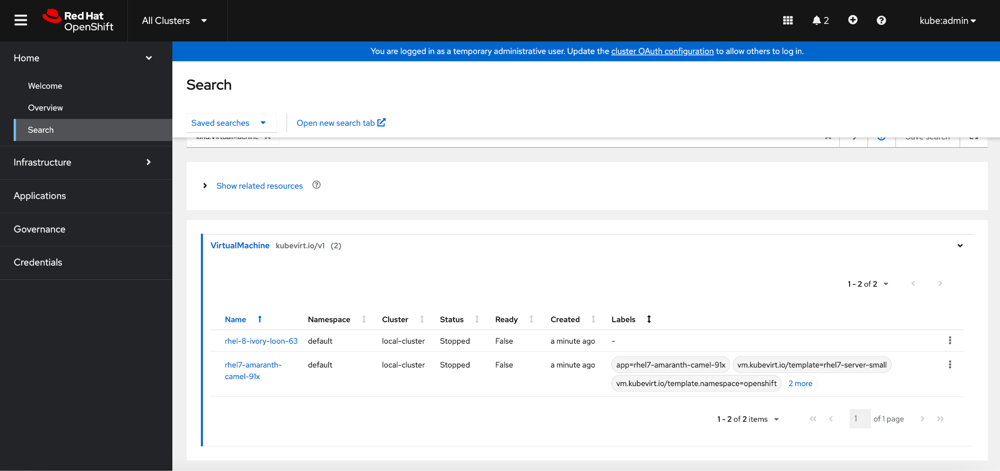 Red Hat
OpenShift
All Clusters
2
kube:admin
Home
Welcome
Overview
Search
Infrastructure
Applications
Governance
Credentials
You are logged in as a temporary administrative user. Update the cluster OAuth configuration to allow others to log in.
Search
Saved searches
Open new search tab
kind:VirtualMachine
Save search
Show related resources
VirtualMachine kubevirt.io/v1 (2)
1 - 2 of 2
Name Namespace Cluster Status Ready Created Labels
rhel-8-ivory-loon-63 default local-cluster Stopped False a minute ago -
rhel7-amaranth- default local-cluster Stopped False a minute ago app=rhel7-amaranth-camel-91x vm.kubevirt.io/template=rhel7-server-small
camel-91x
vm.kubevirt.io/template.namespace=openshift 2 more
1 - 2 of 2 items 1 of 1 page